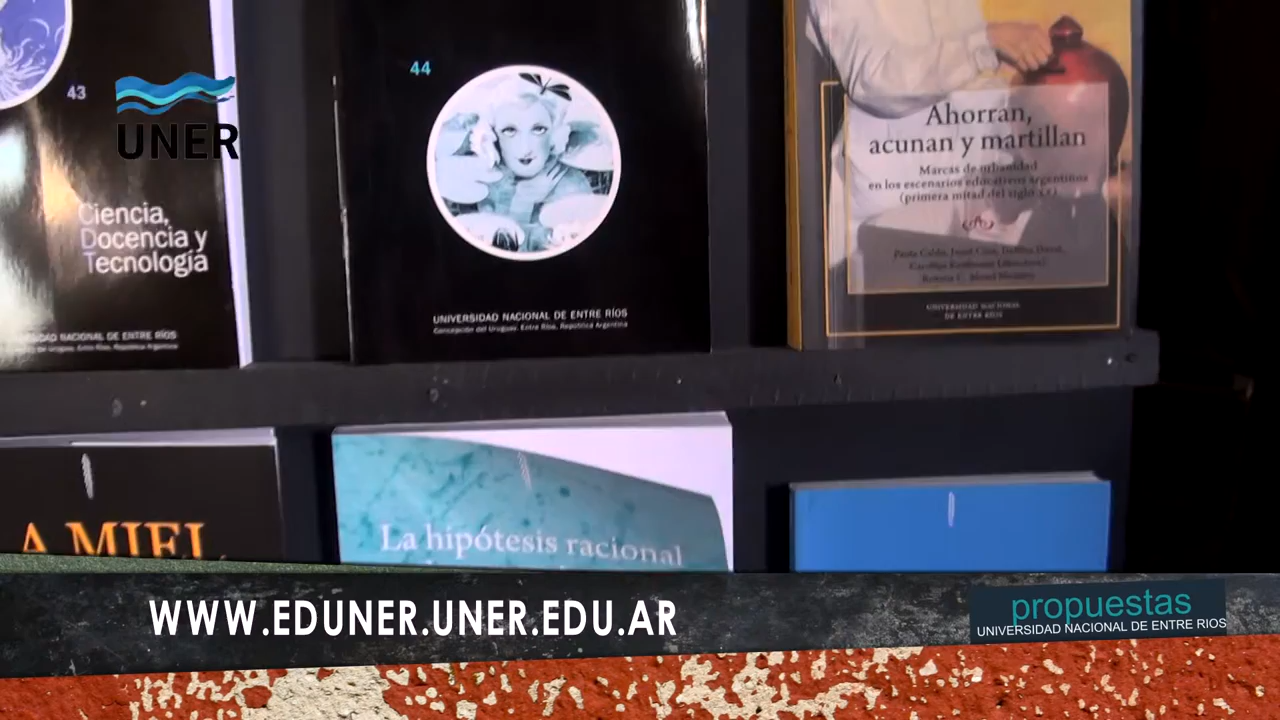 43
UNER
Ciencia,
Docencia y
Tecnología
UNIVERSIDAD NACIONAL DE ENTRE RÍOS
44
UNIVERSIDAD NACIONAL DE ENTRE RÍOS
Concepción del Uruguay. Entre Ríos, República Argentina
Ahorran,
acunan y martillan
Marcas de urbanidad
en los escenarios educativos argentinos
(primera mitad del siglo XX)
UNIVERSIDAD NACIONAL
DE ENTRE RÍOS
A MIEL
La hipótesis racional
WWW.EDUNER.UNER.EDU.AR
propuestas
UNIVERSIDAD NACIONAL DE ENTRE RIOS